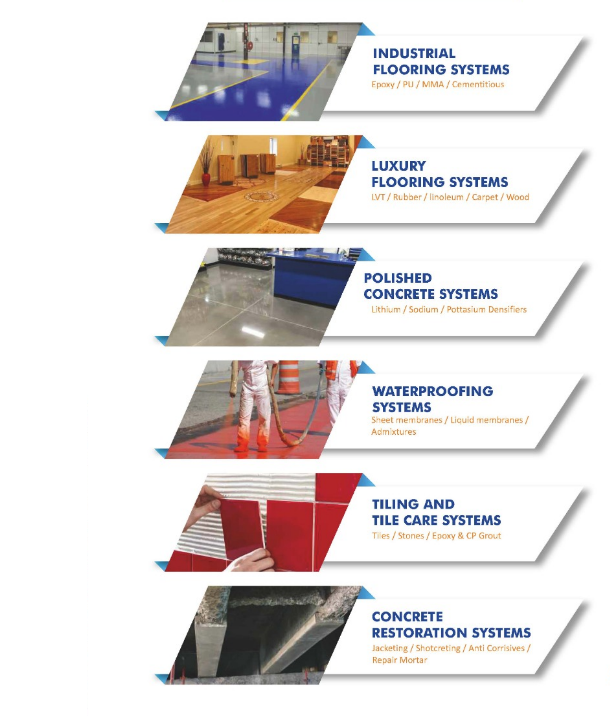 INDUSTRIAL
FLOORING SYSTEMS
Epoxy / PU / MMA / Cementitious
LUXURY
FLOORING SYSTEMS
LVT / Rubber / linoleum / Carpet / Wood
POLISHED
CONCRETE SYSTEMS
Lithium / Sodium / Pottasium Densifiers
WATERPROOFING
SYSTEMS
Sheet membranes / Liquid membranes /
Admixtures
TILING AND
TILE CARE SYSTEMS
Tiles / Stones / Epoxy & CP Grout
CONCRETE
RESTORATION SYSTEMS
Jacketing / Shotcreting / Anti Corrisives /
Repair Mortar